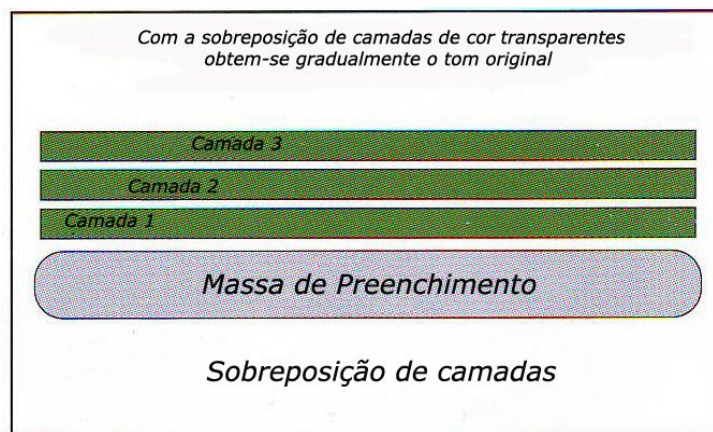 Com a sobreposição de camadas de cor transparentes
obtem-se gradualmente o tom original
Camada 3
Camada 2
Camada 1
Massa de Preenchimento
Sobreposição de camadas